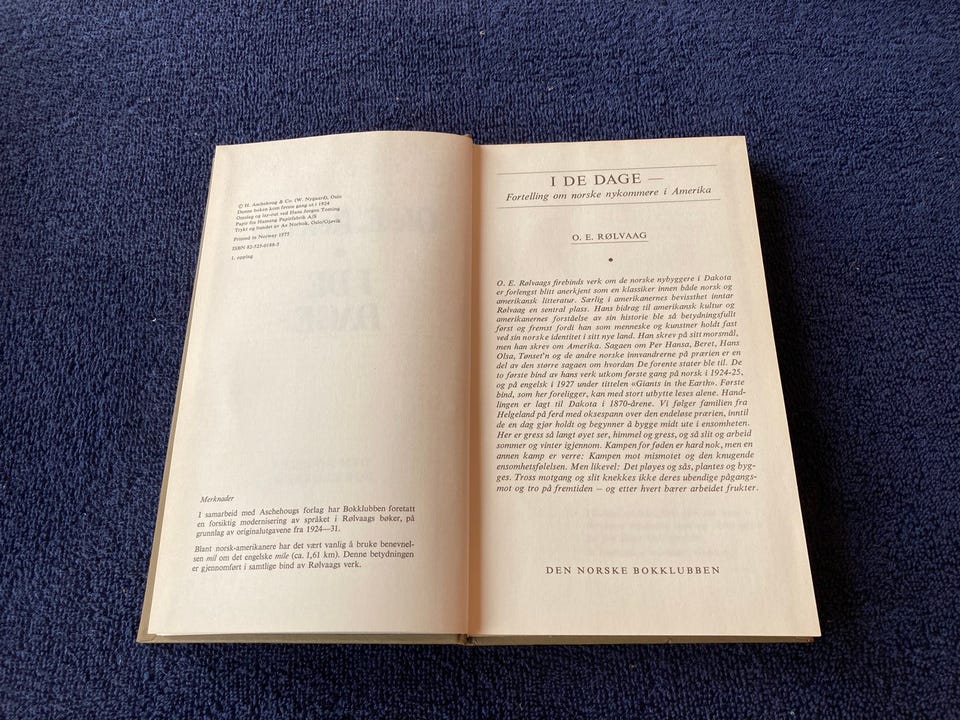 © H. Aschehoug & Co. (W. Nygaard), Oslo
Denne boken kom første gang ut i 1924
Omslag og lay-out ved Hans Jørgen Toming
Papir fra Hunsfos Papirfabrik A/S
Trykt og bundet av As Norbok, Oslo/Gjøvik
Printed in Norway 1975
ISBN 82-525-0188-5
1. opplag
Merknader
I samarbeid med Aschehougs forlag har Bokklubben foretatt
en forsiktig modernisering av språket i Rølvaags bøker, på
grunnlag av originalutgavene fra 1924—31.
Blant norsk-amerikanere har det vært vanlig å bruke benevnel-
sen mil om det engelske mile (ca. 1,61 km). Denne betydningen
er gjennomført i samtlige bind av Rølvaags verk.
I DE DAGE —
Fortelling om norske nykommere i Amerika
O. E. RØLVAAG
O. E. Rølvaags firebinds verk om de norske nybyggere i Dakota
er forlengst blitt anerkjent som en klassiker innen både norsk og
amerikansk litteratur. Særlig i amerikanernes bevissthet inntar
Rølvaag en sentral plass. Hans bidrag til amerikansk kultur og
amerikanernes forståelse av sin historie ble så betydningsfullt
først og fremst fordi han som menneske og kunstner holdt fast
ved sin norske identitet i sitt nye land. Han skrev på sitt morsmål,
men han skrev om Amerika. Sagaen om Per Hansa, Beret, Hans
Olsa, Tønset'n og de andre norske innvandrerne på prærien er en
del av den større sagaen om hvordan De forente stater ble til. De
to første bind av hans verk utkom første gang på norsk i 1924-25,
og på engelsk i 1927 under tittelen «Giants in the Earth». Første
bind, som her foreligger, kan med stort utbytte leses alene. Hand-
lingen er lagt til Dakota i 1870-årene. Vi følger familien fra
Helgeland på ferd med oksespann over den endeløse prærien, inntil
de en dag gjør holdt og begynner å bygge midt ute i ensomheten.
Her er gress så langt øyet ser, himmel og gress, og så slit og arbeid
sommer og vinter igjennom. Kampen for føden er hard nok, men en
annen kamp er verre: Kampen mot mismotet og den knugende
ensomhetsfølelsen. Men likevel: Det pløyes og sås, plantes og byg-
ges. Tross motgang og slit knekkes ikke deres ubendige pågangs-
mot og tro på fremtiden — og etter hvert bærer arbeidet frukter.
DEN NORSKE BOKKLUBBEN